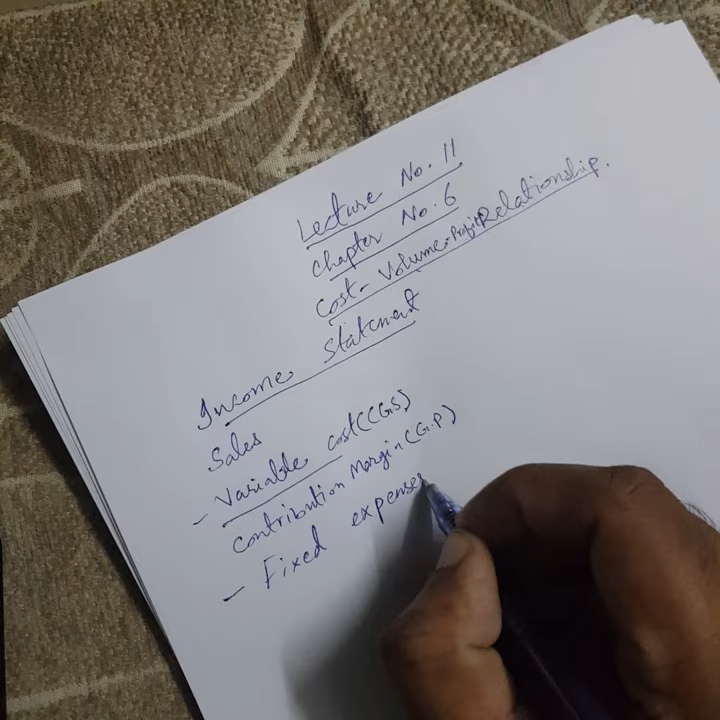 Lecture No. 11
Chapter No. 6
Cost-Volume-Profit Relationship.
Income Statement
Sales
- Variable cost (CGS)
Contribution Margin (G.P)
- Fixed expenses